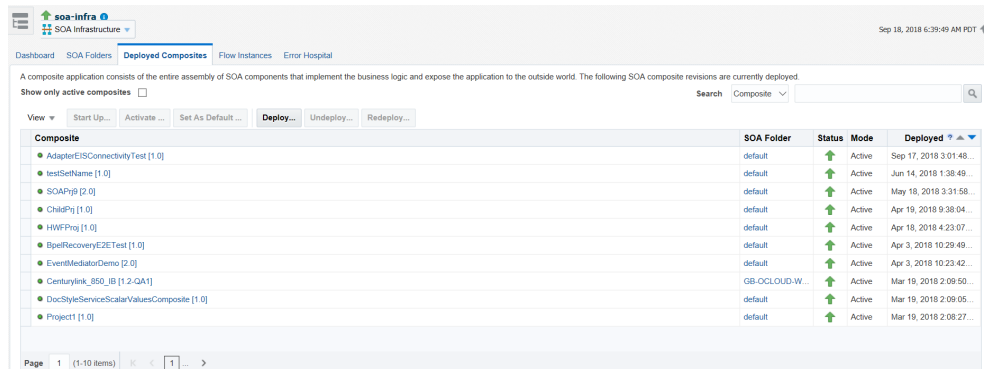 soa-infra
SOA Infrastructure
Sep 18, 2018 6:39:49 AM PDT
Dashboard SOA Folders Deployed Composites Flow Instances Error Hospital
A composite application consists of the entire assembly of SOA components that implement the business logic and expose the application to the outside world. The following SOA composite revisions are currently deployed.
Show only active composites Search Composite
View Start Up... Activate ... Set As Default ... Deploy... Undeploy... Redeploy...
Composite SOA Folder Status Mode Deployed
AdapterEISConnectivityTest [1.0] default Active Sep 17, 2018 3:01:48...
testSetName [1.0] default Active Jun 14, 2018 1:38:49...
SOAPrj9 [2.0] default Active May 18, 2018 3:31:58...
ChildPrj [1.0] default Active Apr 19, 2018 9:38:04...
HWFProj [1.0] default Active Apr 18, 2018 4:23:07...
BpelRecoveryE2ETest [1.0] default Active Apr 3, 2018 10:29:49...
EventMediatorDemo [2.0] default Active Apr 3, 2018 10:23:42...
Centurylink_850_IB [1.2-QA1] GB-OCLOUD-W... Active Mar 19, 2018 2:09:50...
DocStyleServiceScalarValuesComposite [1.0] default Active Mar 19, 2018 2:09:05...
Project1 [1.0] default Active Mar 19, 2018 2:08:27...
Page 1 (1-10 items) K < 1 ... >